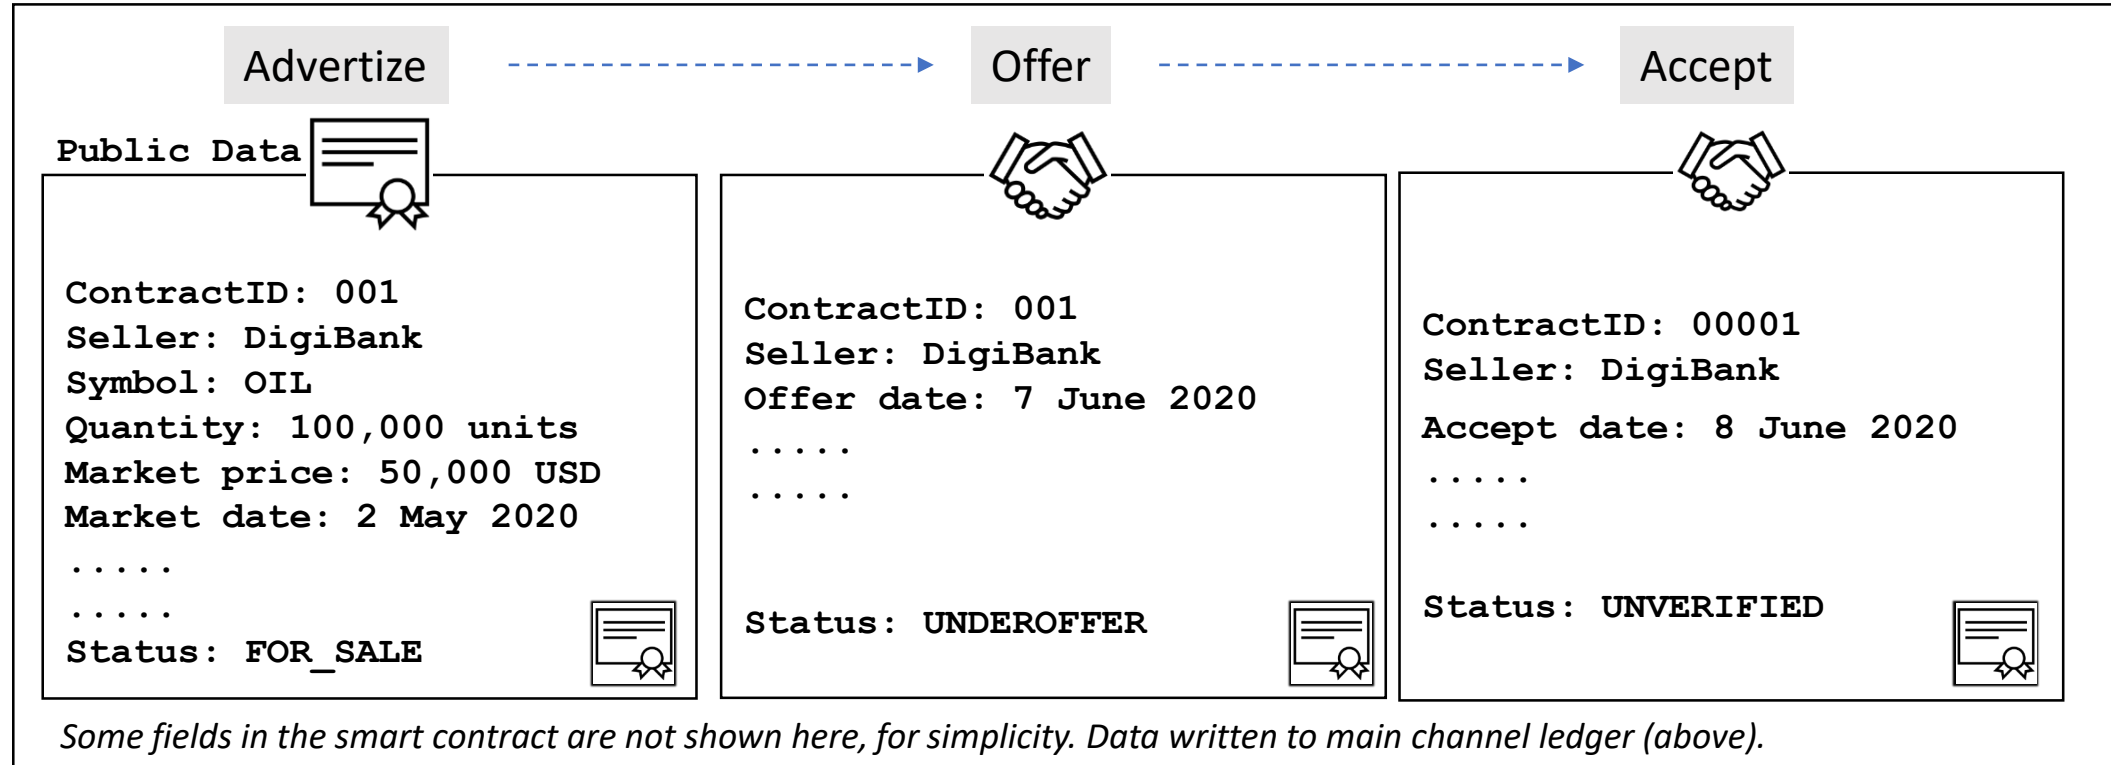 Advertize
Offer
Accept
Public Data
ContractID: 001
Seller: DigiBank
Symbol: OIL
Quantity: 100,000 units
Market price: 50,000 USD
Market date: 2 May 2020
.....
.....
Status: FOR_SALE
ContractID: 001
Seller: DigiBank
Offer date: 7 June 2020
.....
.....
Status: UNDEROFFER
ContractID: 00001
Seller: DigiBank
Accept date: 8 June 2020
.....
.....
Status: UNVERIFIED
Some fields in the smart contract are not shown here, for simplicity. Data written to main channel ledger (above).